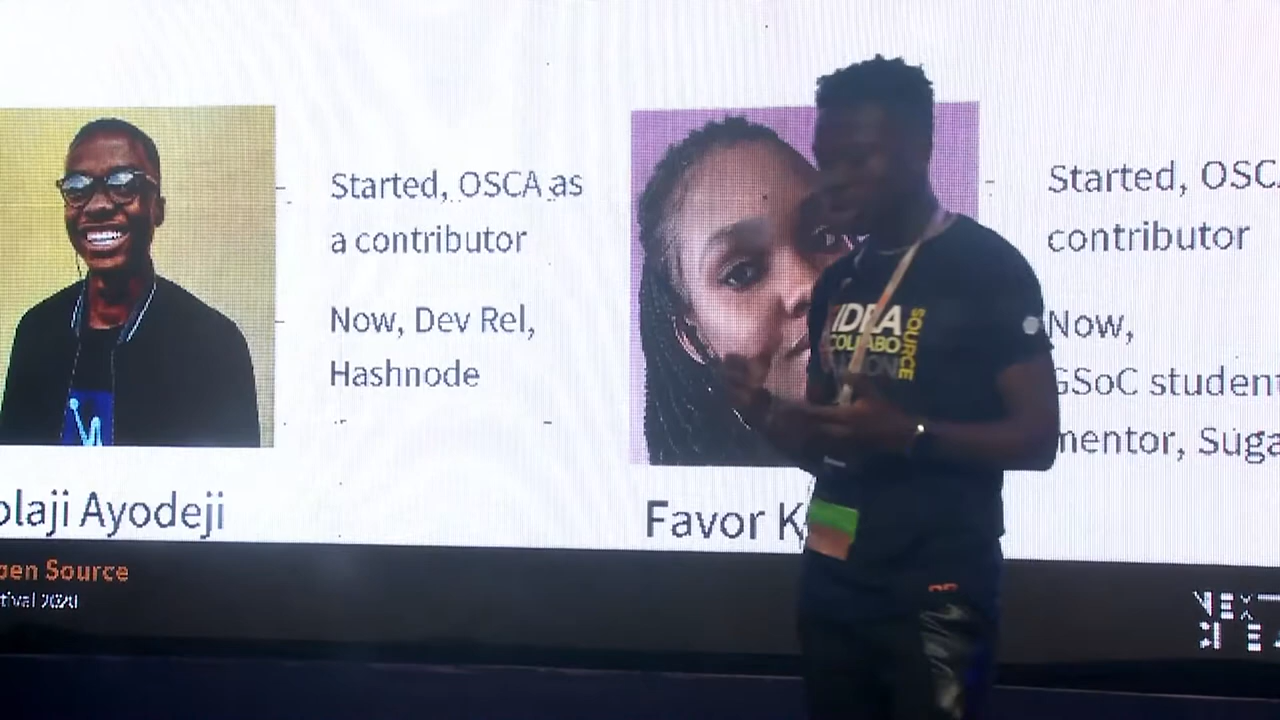 Started, OSCA as
a contributor
Now, Dev Rel,
Hashnode
olaji Ayodeji
Started, OSC
contributor
Now,
GSoC student
mentor, Suga
Favor K
IDEA
COLLABO
SOURCE
pen Source
tival 2020